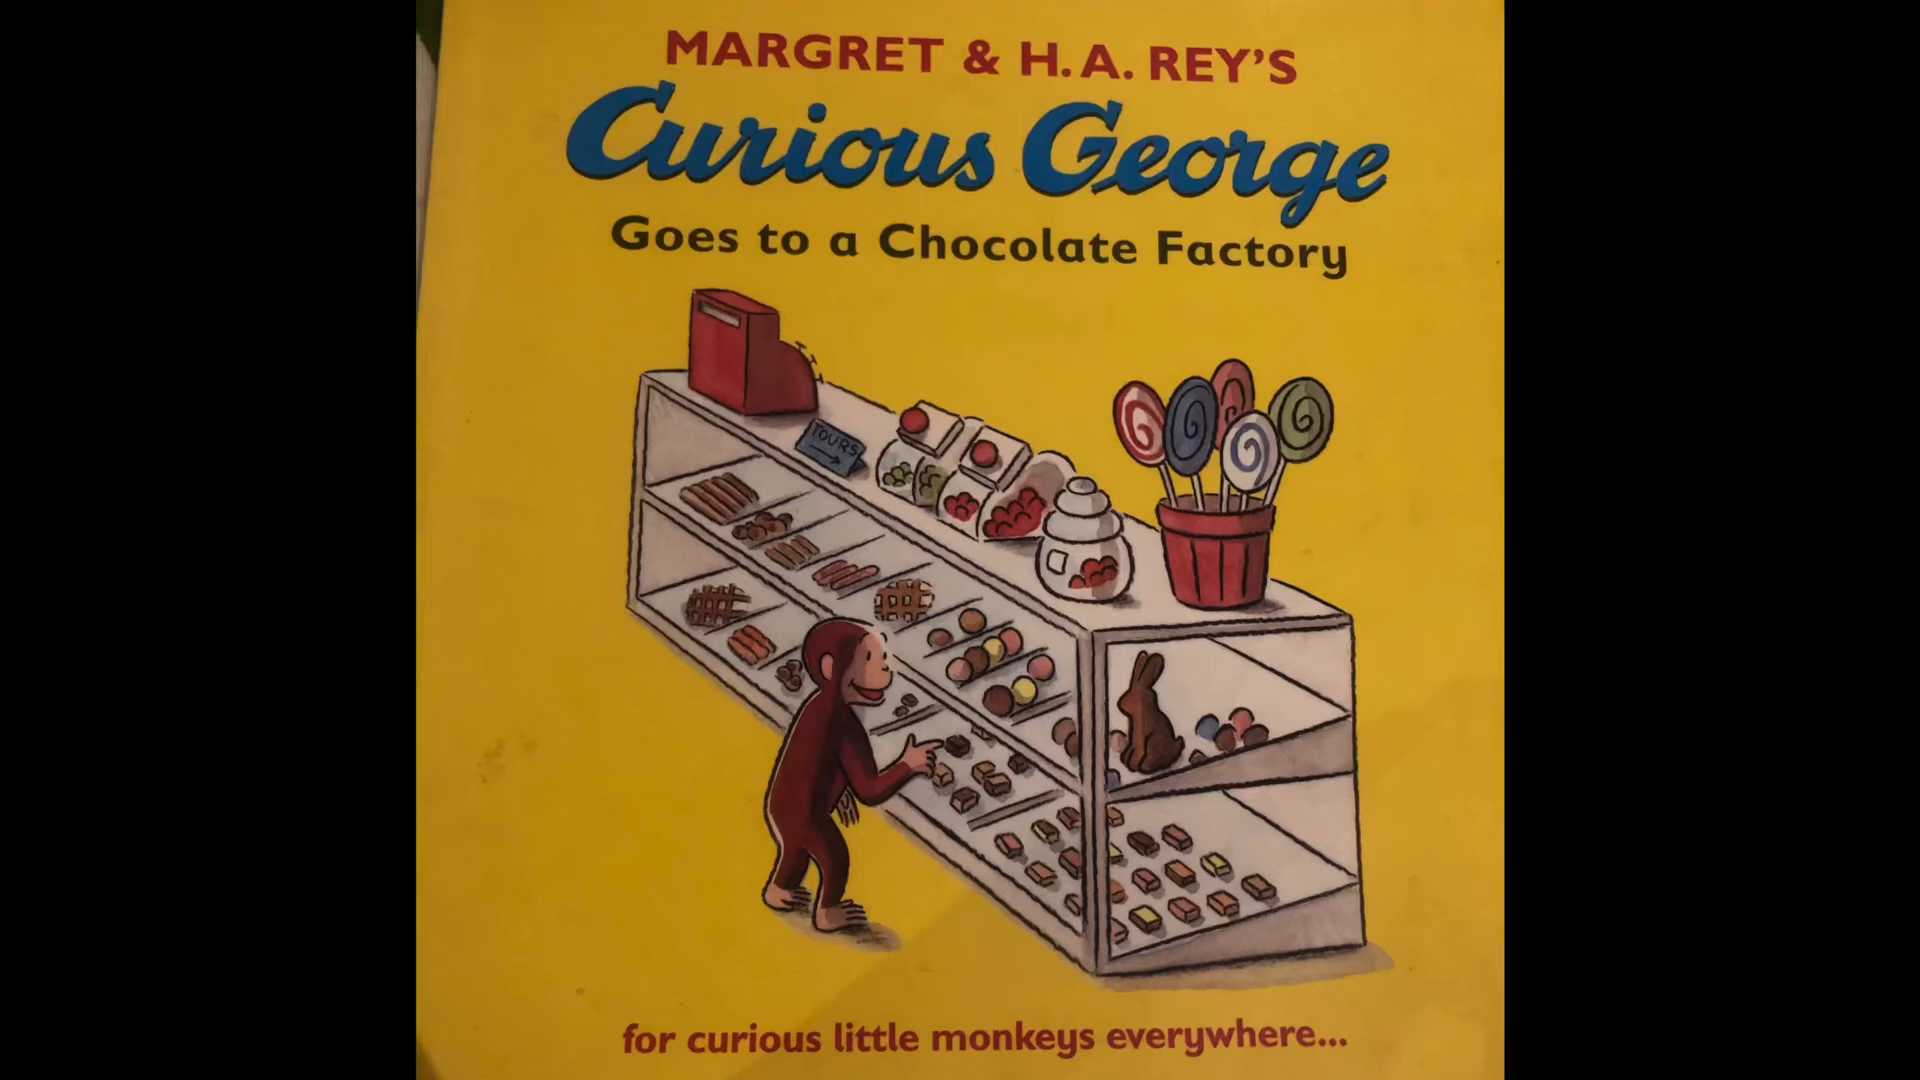 MARGRET & H. A. REY'S
Curious George
Goes to a Chocolate Factory
TOURS
for curious little monkeys everywhere...